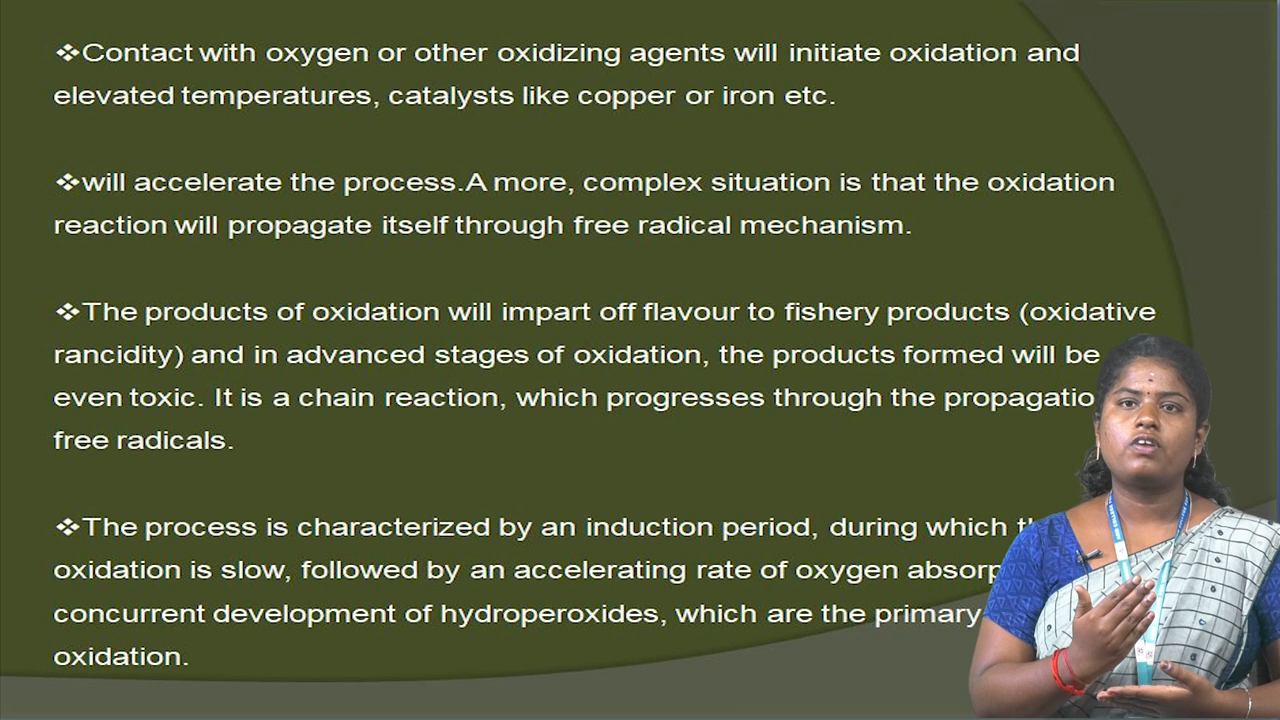 ❖Contact with oxygen or other oxidizing agents will initiate oxidation and
elevated temperatures, catalysts like copper or iron etc.
❖will accelerate the process.A more, complex situation is that the oxidation
reaction will propagate itself through free radical mechanism.
❖The products of oxidation will impart off flavour to fishery products (oxidative
rancidity) and in advanced stages of oxidation, the products formed will be
even toxic. It is a chain reaction, which progresses through the propagatio
free radicals.
❖The process is characterized by an induction period, during which
oxidation is slow, followed by an accelerating rate of oxygen absorp
concurrent development of hydroperoxides, which are the primary
oxidation.